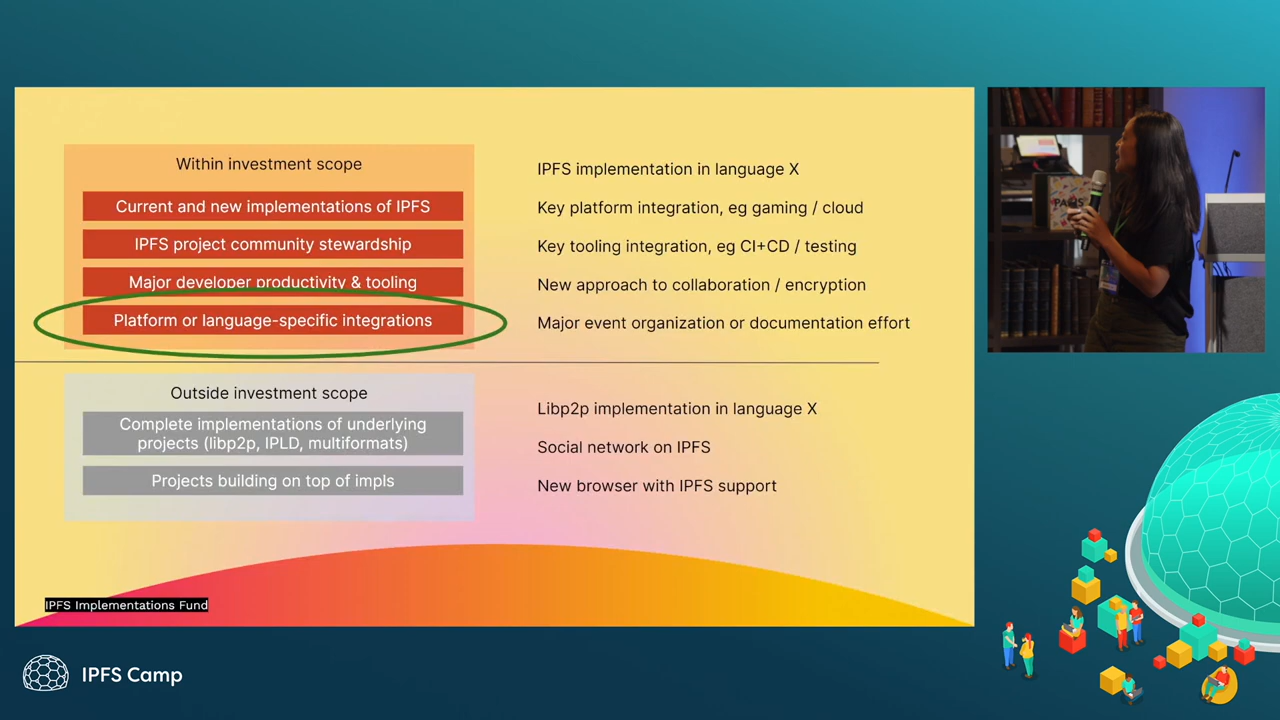 Within investment scope
Current and new implementations of IPFS
IPFS project community stewardship
Major developer productivity & tooling
Platform or language-specific integrations
IPFS implementation in language X
Key platform integration, eg gaming / cloud
Key tooling integration, eg CI+CD / testing
New approach to collaboration / encryption
Major event organization or documentation effort
Outside investment scope
Complete implementations of underlying
projects (libp2p, IPLD, multiformats)
Projects building on top of impls
Libp2p implementation in language X
Social network on IPFS
New browser with IPFS support
IPFS Implementations Fund
IPFS Camp